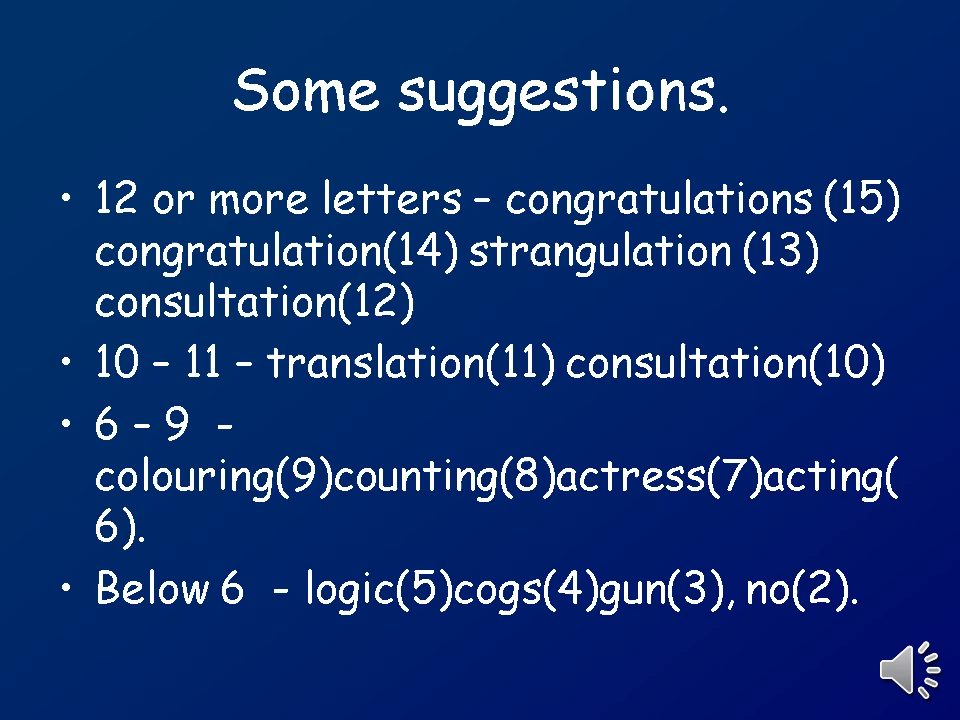 Some suggestions.
• 12 or more letters – congratulations (15)
congratulation(14) strangulation (13)
consultation(12)
• 10 – 11 – translation(11) consultation(10)
• 6 – 9 -
colouring(9)counting(8)actress(7)acting(
6).
• Below 6 - logic(5)cogs(4)gun(3), no(2).